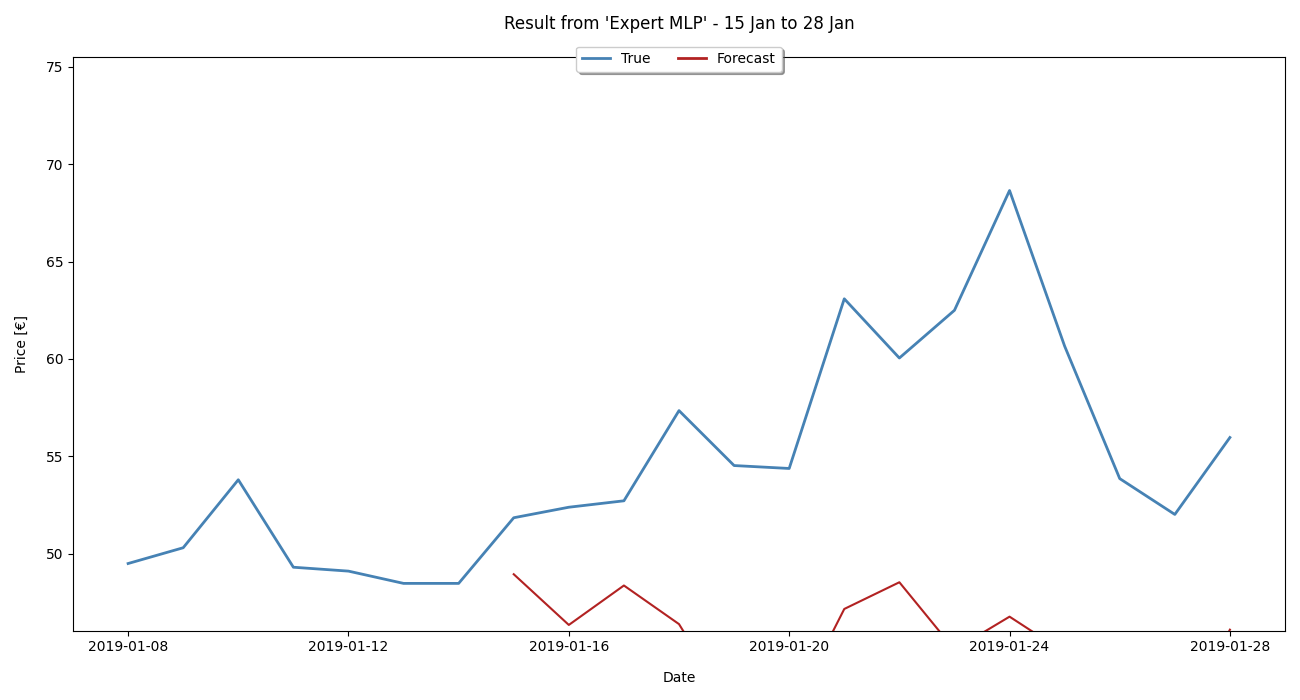 Result from 'Expert MLP' - 15 Jan to 28 Jan
True Forecast
75
70
65
60
55
50
Price [€]
2019-01-08 2019-01-12 2019-01-16 2019-01-20 2019-01-24 2019-01-28
Date